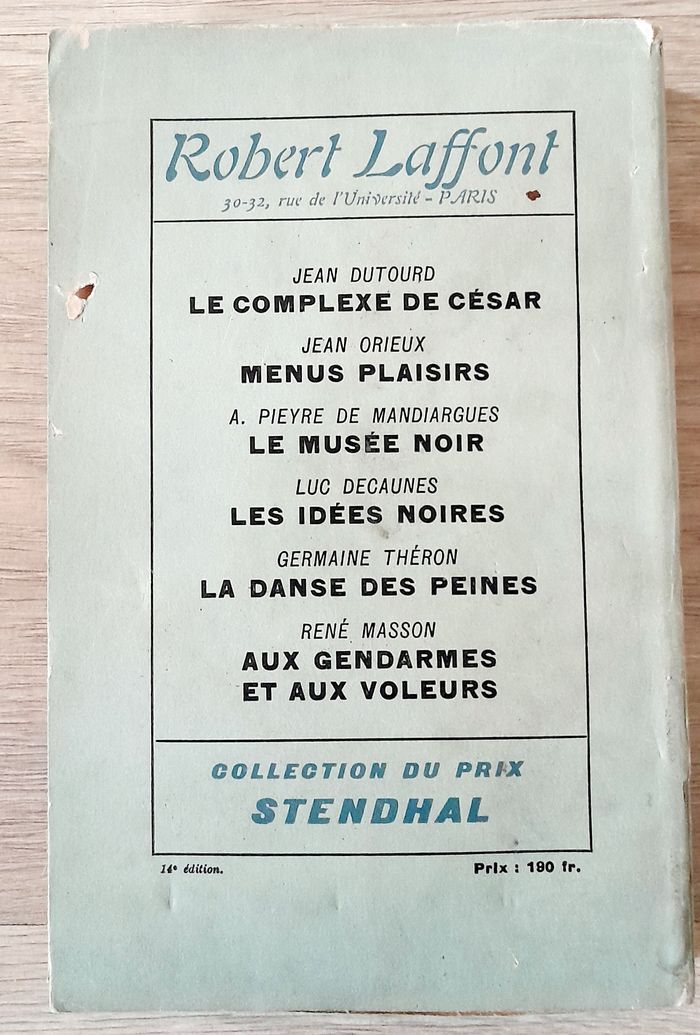 Robert Laffont
30-32, rue de l'Université - PARIS
JEAN DUTOURD
LE COMPLEXE DE CÉSAR
JEAN ORIEUX
MENUS PLAISIRS
A. PIEYRE DE MANDIARGUES
LE MUSÉE NOIR
LUC DECAUNES
LES IDÉES NOIRES
GERMAINE THÉRON
LA DANSE DES PEINES
RENÉ MASSON
AUX GENDARMES
ET AUX VOLEURS
COLLECTION DU PRIX
STENDHAL
14e édition.
Prix : 190 fr.